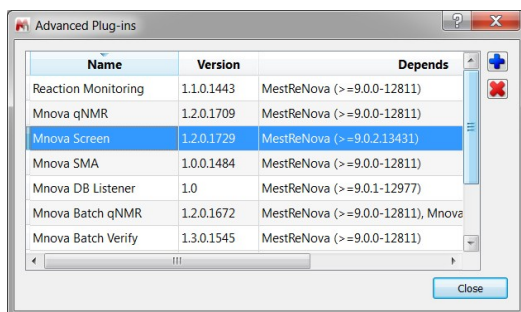 Advanced Plug-ins
Name Version Depends
Reaction Monitoring 1.1.0.1443 MestReNova (>=9.0.0-12811)
Mnova qNMR 1.2.0.1709 MestReNova (>=9.0.0-12811)
Mnova Screen 1.2.0.1729 MestReNova (>=9.0.2.13431)
Mnova SMA 1.0.0.1484 MestReNova (>=9.0.0-12811)
Mnova DB Listener 1.0 MestReNova (>=9.0.1-12977)
Mnova Batch qNMR 1.2.0.1672 MestReNova (>=9.0.0-12811), Mnova
Mnova Batch Verify 1.3.0.1545 MestReNova (>=9.0.0-12811)
Close